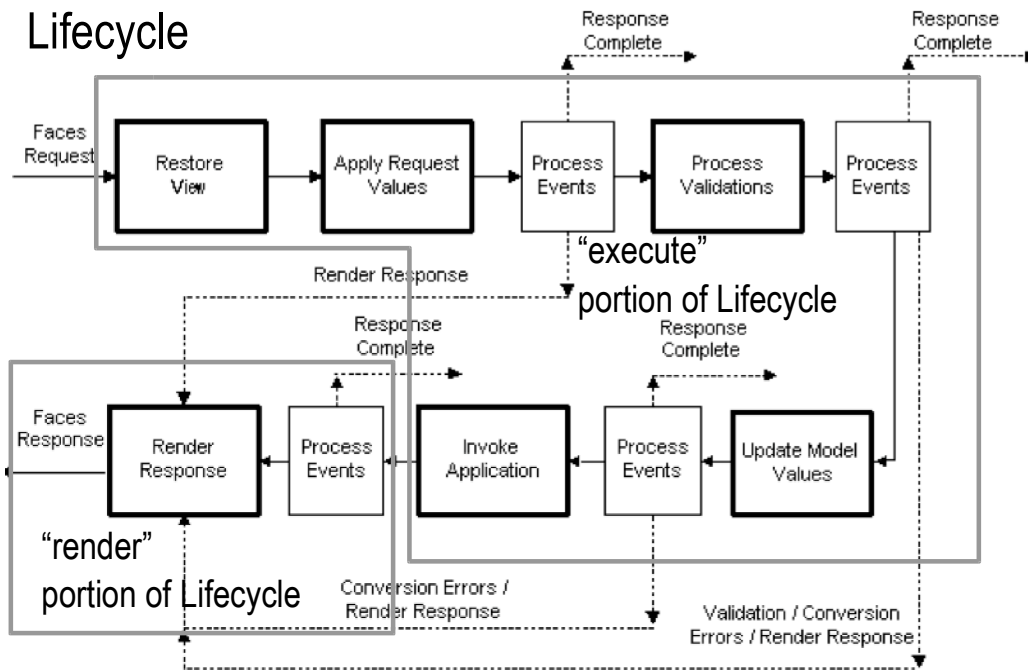 Lifecycle
Response
Complete
Response
Complete
Faces
Request
Restore
View
Apply Request
Values
Process
Events
Process
Validations
Process
Events
“execute”
portion of Lifecycle
Render Response
Response
Complete
Response
Complete
Faces
Response
Render
Response
Process
Events
Invoke
Application
Process
Events
Update Model
Values
“render”
portion of Lifecycle
Conversion Errors /
Render Response
Validation / Conversion
Errors / Render Response